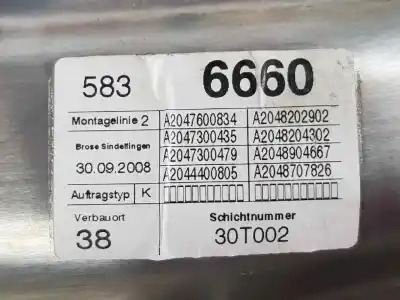 583 6660
Montagelinie 2 A2047600834 A2048202902
Brose Sindelfingen A2047300435 A2048204302
30.09.2008 A2047300479 A2048904667
A2044400805 A2048707826
Auftragstyp K
Verbauort Schichtnummer
38 30T002